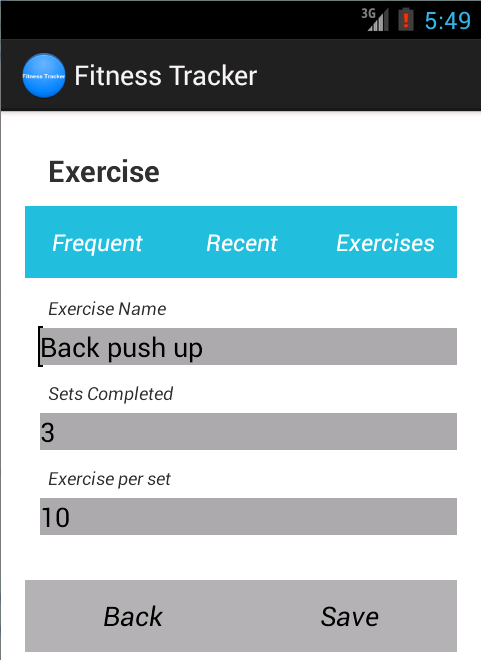 3G 5:49
Fitness Tracker Fitness Tracker
Exercise
Frequent Recent Exercises
Exercise Name
Back push up
Sets Completed
3
Exercise per set
10
Back Save